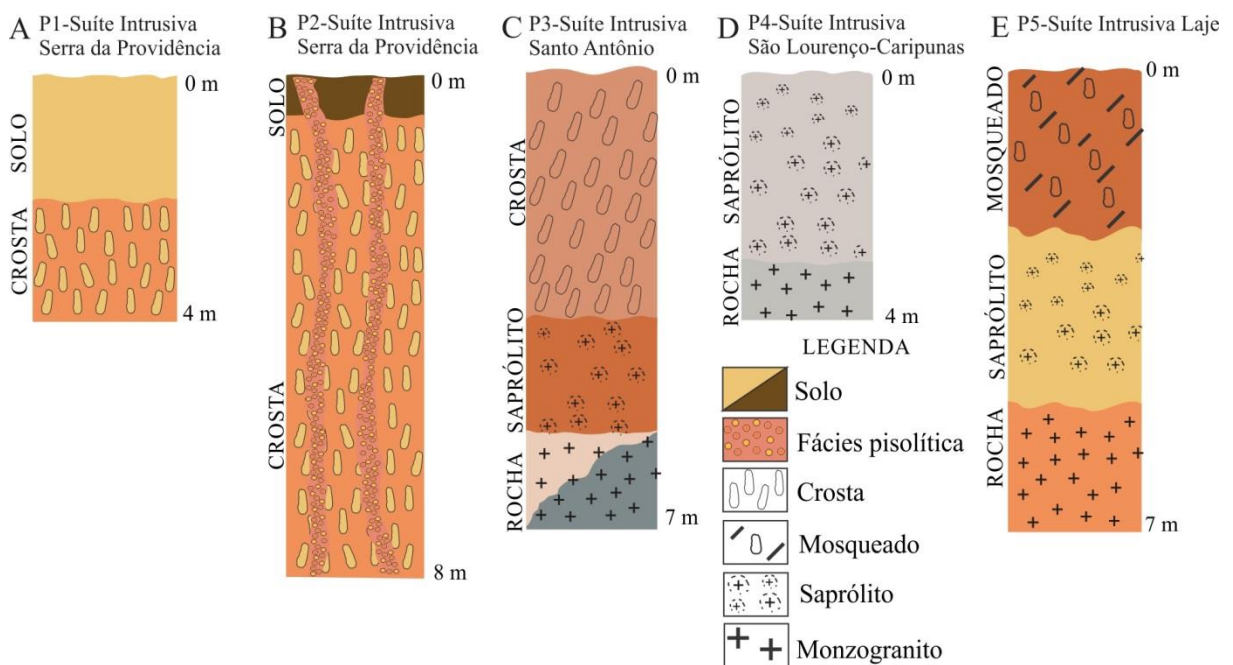 A P1-Suíte Intrusiva
Serra da Providência
0 m
SOLO
CROSTA
4 m
B P2-Suíte Intrusiva
Serra da Providência
0 m
SOLO
CROSTA
8 m
C P3-Suíte Intrusiva
Santo Antônio
0 m
CROSTA
SAPRÓLITO
ROCHA
7 m
D P4-Suíte Intrusiva
São Lourenço-Caripunas
0 m
SAPRÓLITO
ROCHA
4 m
LEGENDA
Solo
Fácies pisolítica
Crosta
Mosqueado
Saprólito
Monzogranito
E P5-Suíte Intrusiva Laje
0 m
MOSQUEADO
SAPRÓLITO
ROCHA
7 m